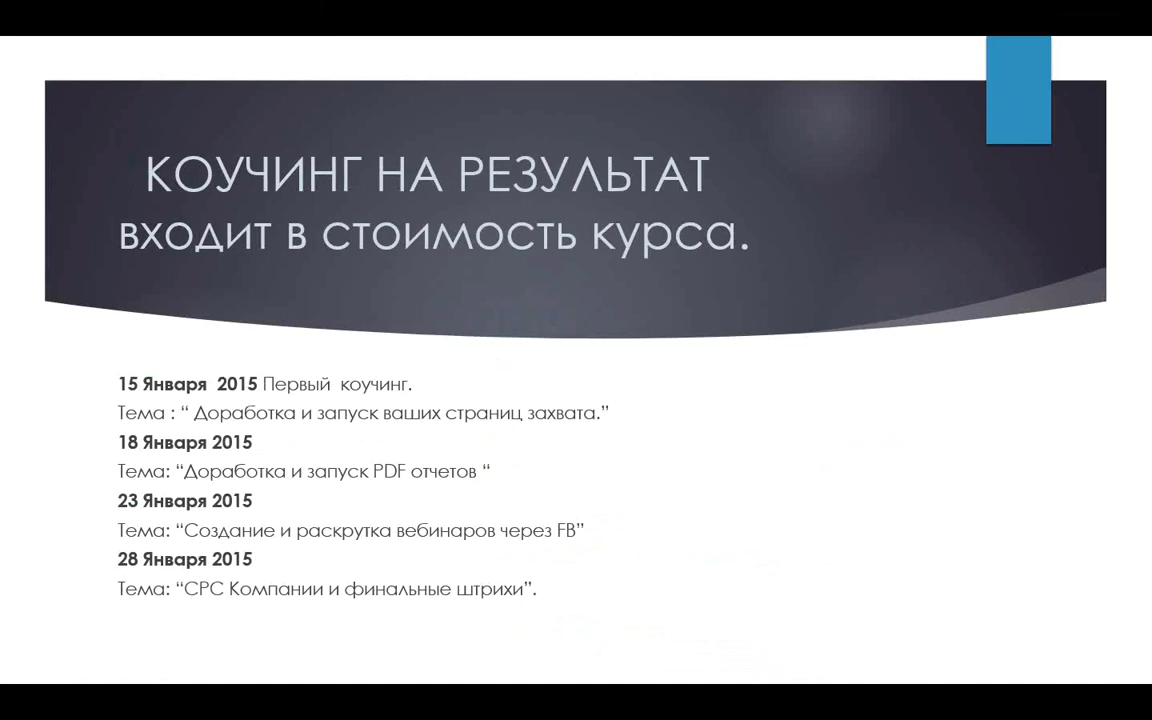 КОУЧИНГ НА РЕЗУЛЬТАТ
входит в стоимость курса.
15 Января  2015 Первый  коучинг.
Тема : “ Доработка и запуск ваших страниц захвата.”
18 Января 2015
Тема: “Доработка и запуск PDF отчетов “
23 Января 2015
Тема: “Создание и раскрутка вебинаров через FB”
28 Января 2015
Тема: “CPC Компании и финальные штрихи”.